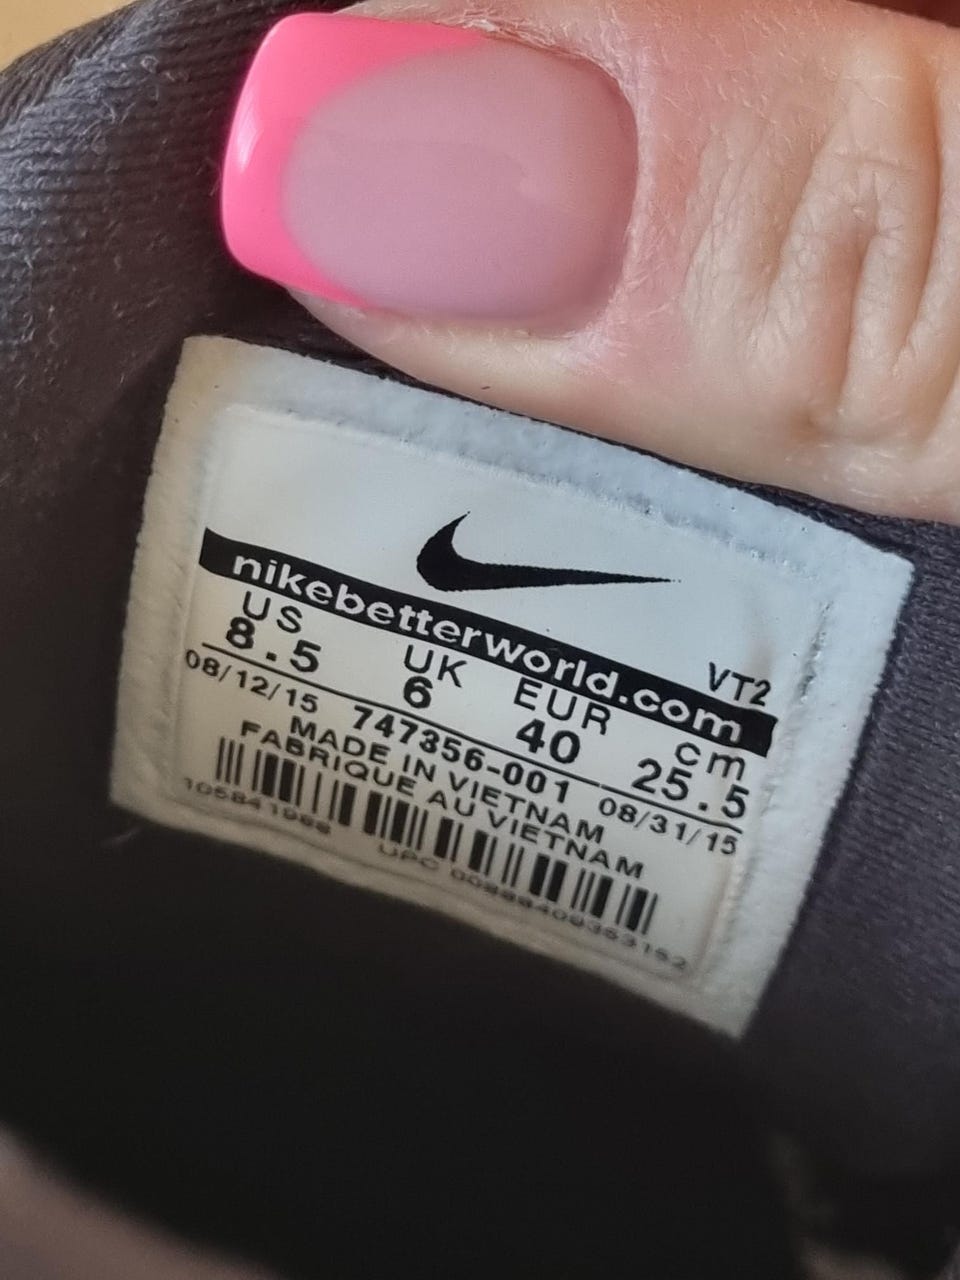 nikebetterworld.com
VT2
US UK EUR cm
8.5 6 40 25.5
08/12/15 747356-001 08/31/15
MADE IN VIETNAM
FABRIQUE AU VIETNAM
UPC